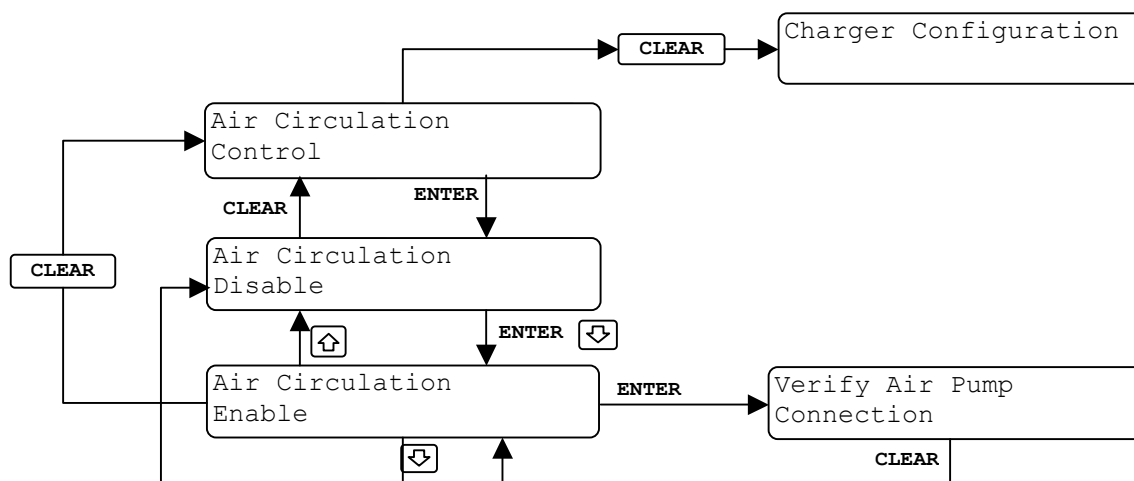 Charger Configuration
CLEAR
Air Circulation
Control
CLEAR
ENTER
Air Circulation
Disable
CLEAR
ENTER
Air Circulation
Enable
ENTER
Verify Air Pump
Connection
CLEAR